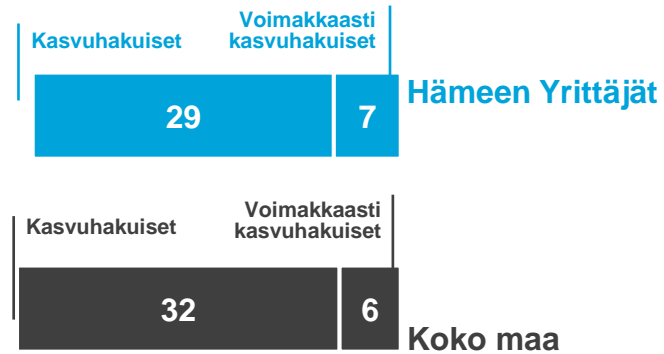 Kasvuhakuiset
Voimakkaasti
kasvuhakuiset
29
7
Hämeen Yrittäjät
Kasvuhakuiset
Voimakkaasti
kasvuhakuiset
32
6
Koko maa